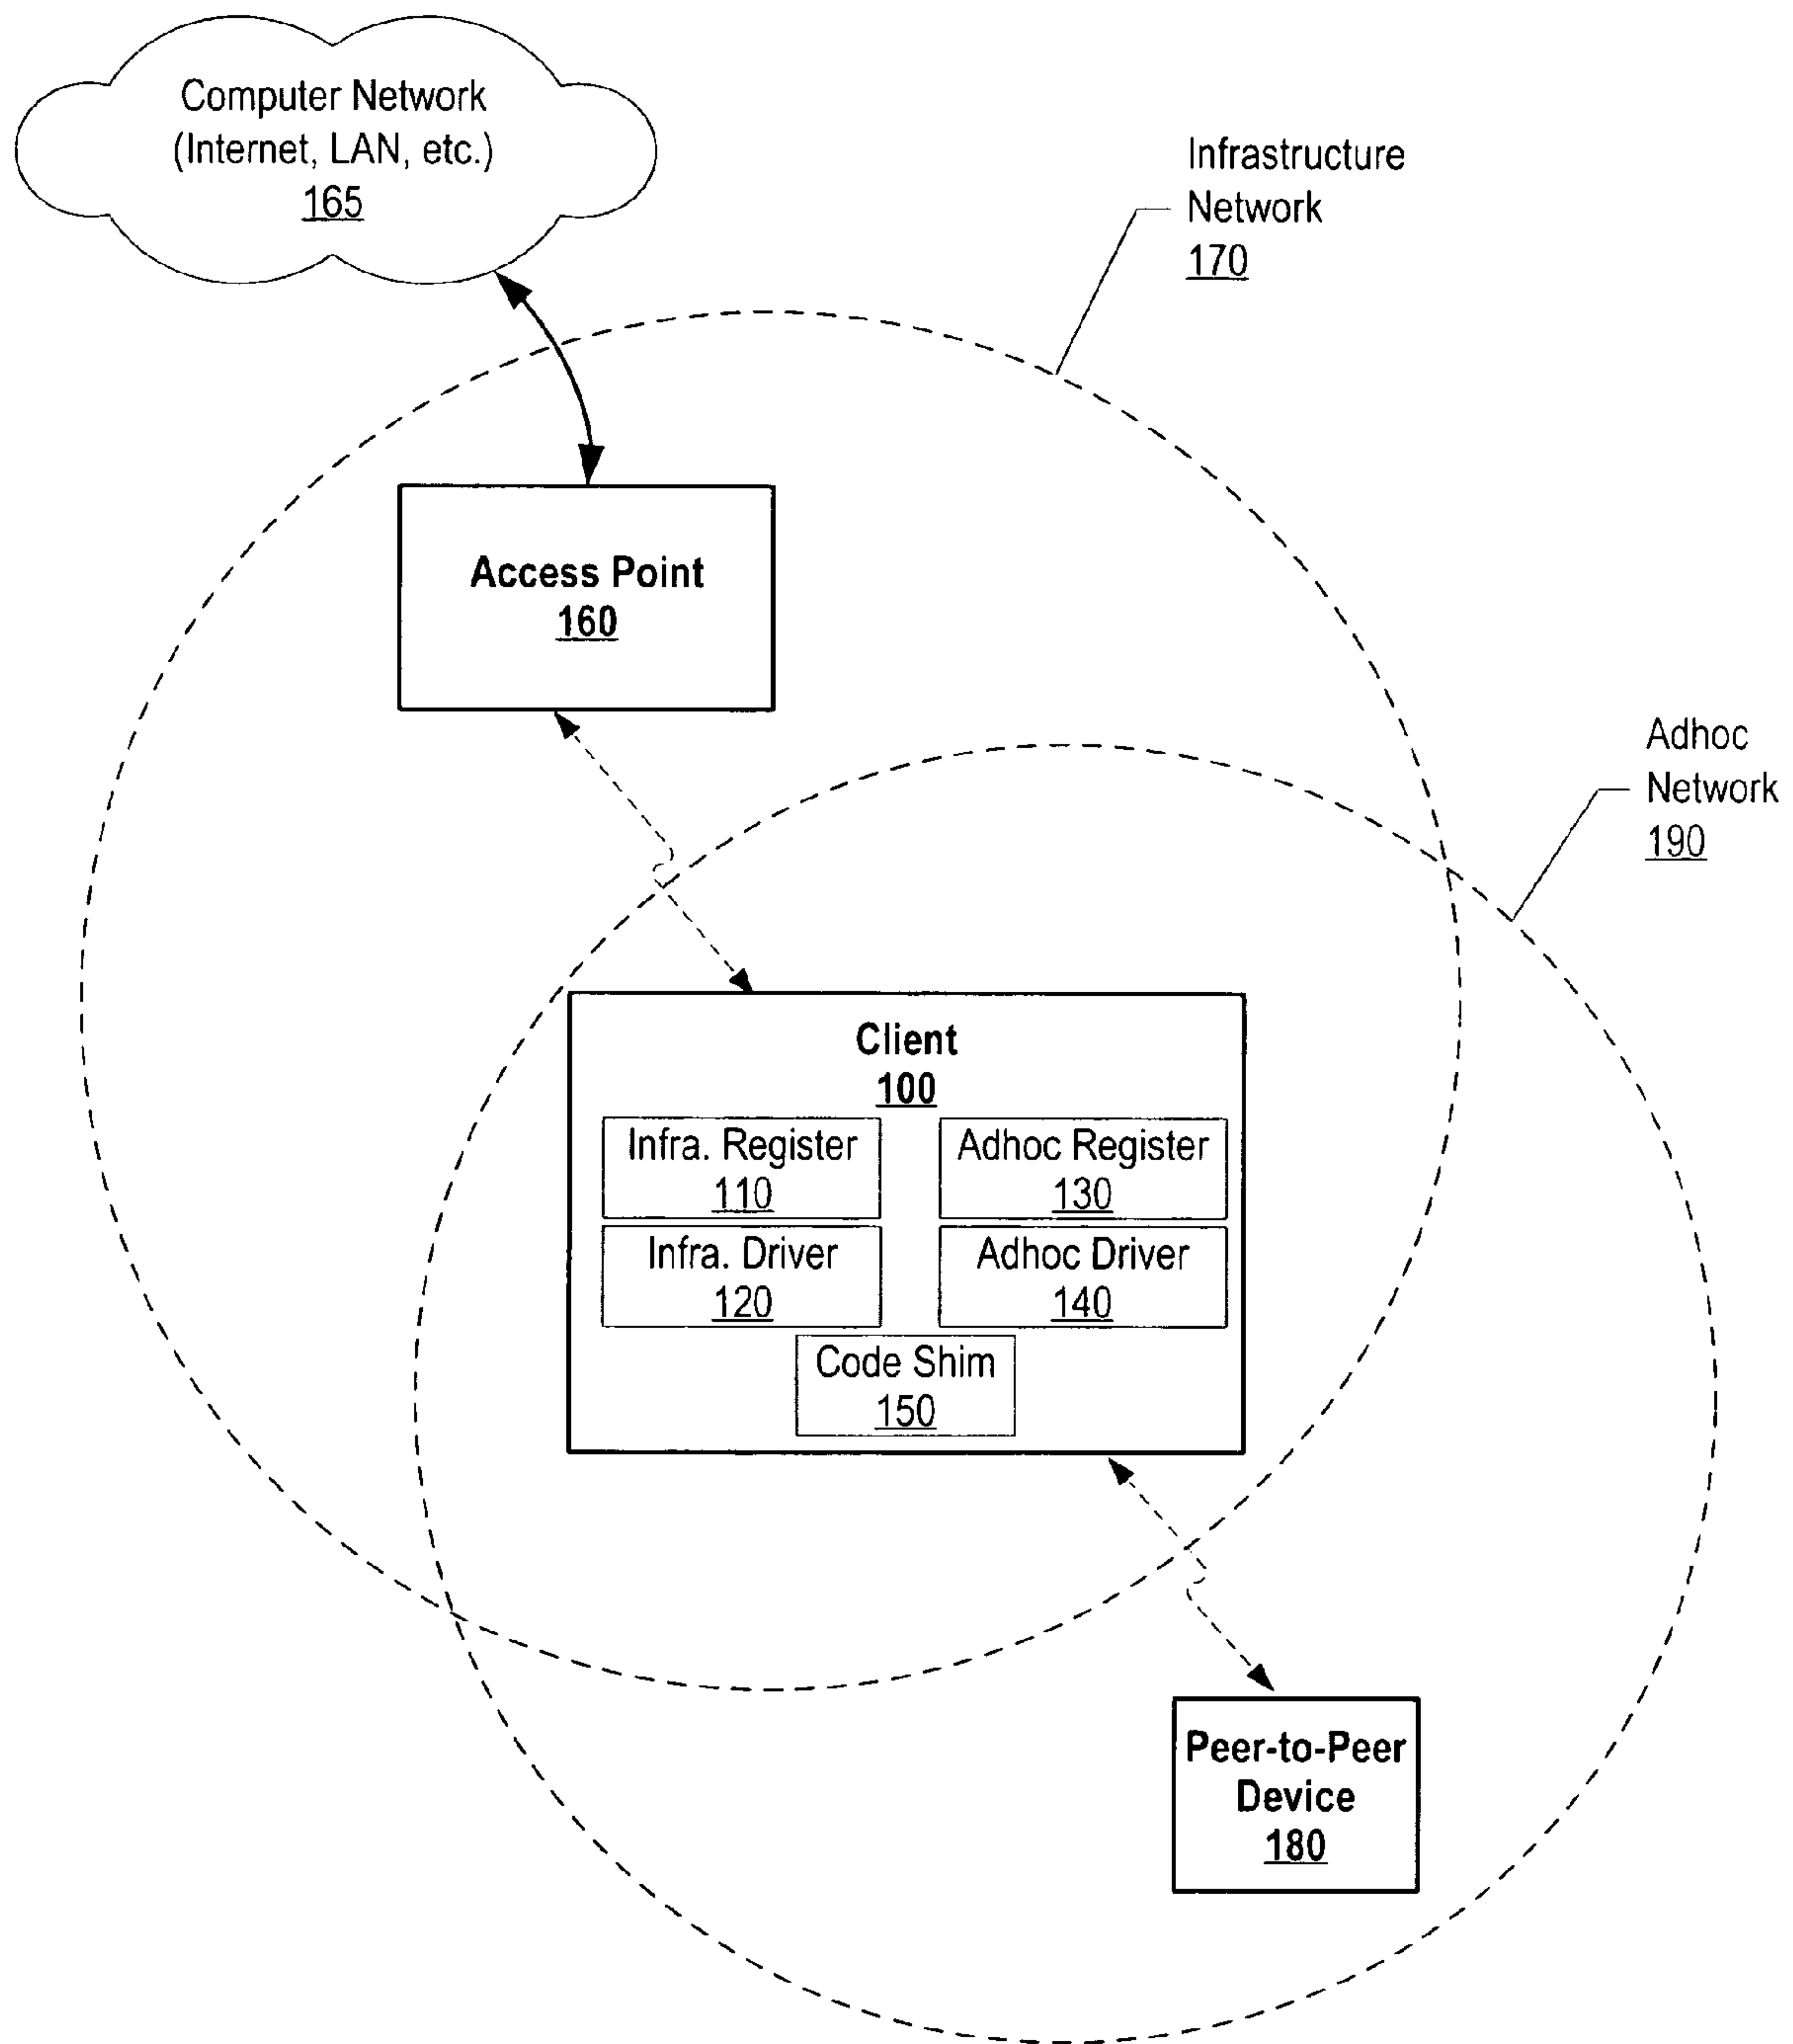 Computer Network
(Internet, LAN, etc.)
165
Infrastructure
Network
170
Access Point
160
Adhoc
Network
190
Client
100
Infra. Register
110
Adhoc Register
130
Infra. Driver
120
Adhoc Driver
140
Code Shim
150
Peer-to-Peer
Device
180